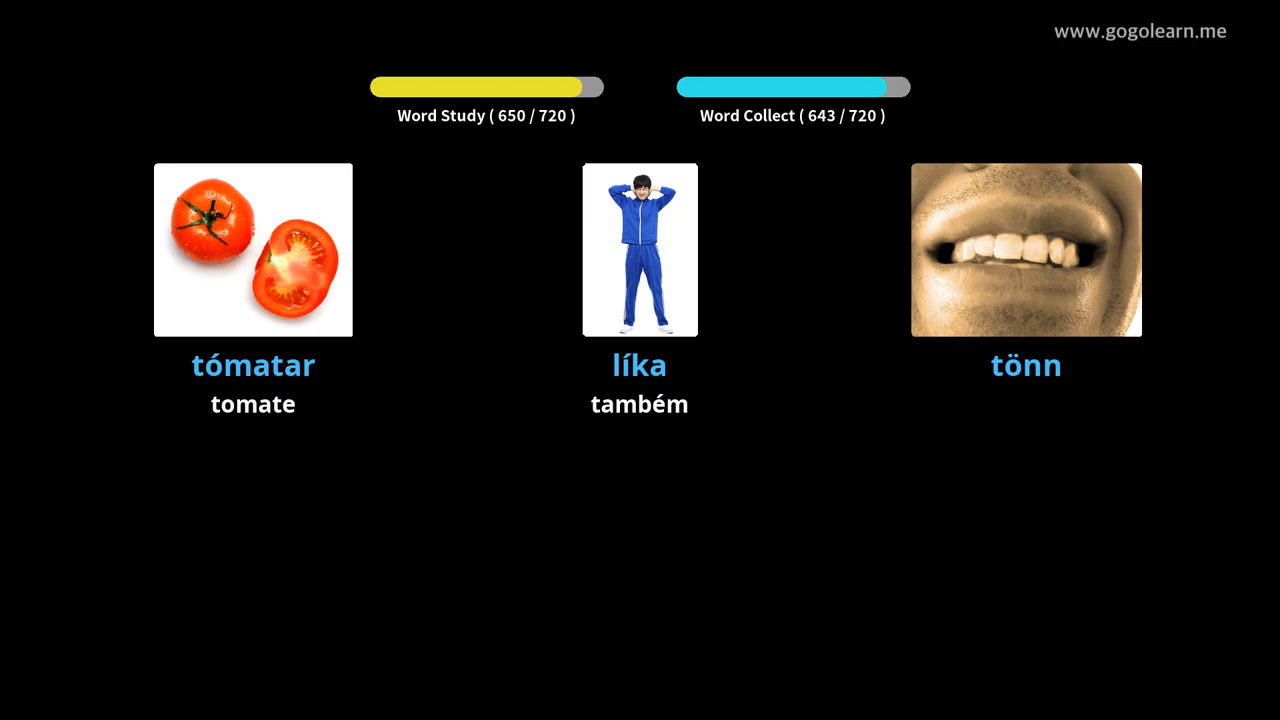 www.gogolearn.me
Word Study ( 650 / 720 )
Word Collect ( 643 / 720 )
tómatar
líka
tönn
tomate
também